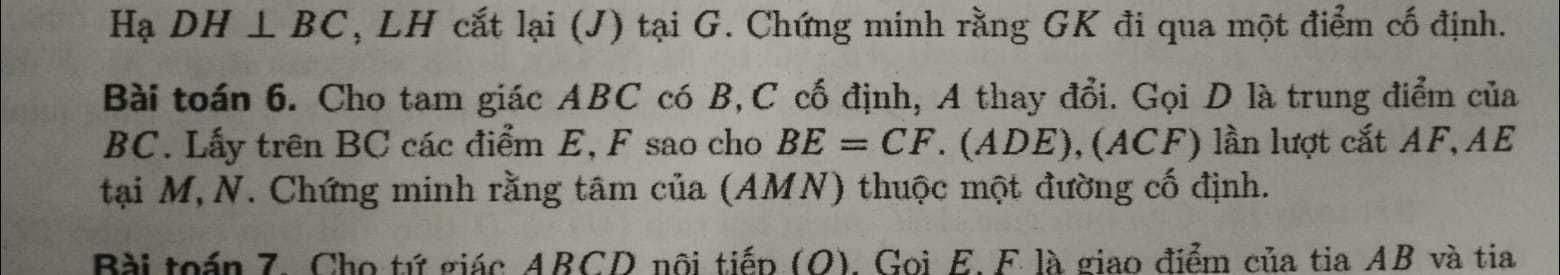 Hạ DH ⊥ BC, LH cắt lại (J) tại G. Chứng minh rằng GK đi qua một điểm cố định.
Bài toán 6. Cho tam giác ABC có B, C cố định, A thay đổi. Gọi D là trung điểm của
BC. Lấy trên BC các điểm E, F sao cho BE = CF. (ADE), (ACF) lần lượt cắt AF, AE
tại M, N. Chứng minh rằng tâm của (AMN) thuộc một đường cố định.
Bài toán 7. Cho tứ giác ABCD nội tiếp (O). Gọi E, F là giao điểm của tia AB và tia